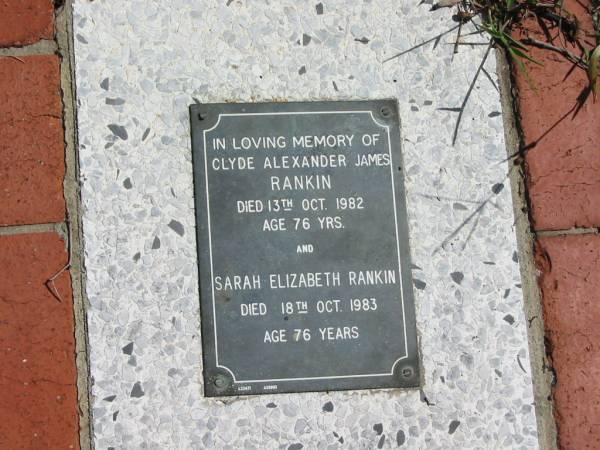 IN LOVING MEMORY OF
CLYDE ALEXANDER JAMES
RANKIN
DIED 13TH OCT. 1982
AGE 76 YRS.
AND
SARAH ELIZABETH RANKIN
DIED 18TH OCT. 1983
AGE 76 YEARS